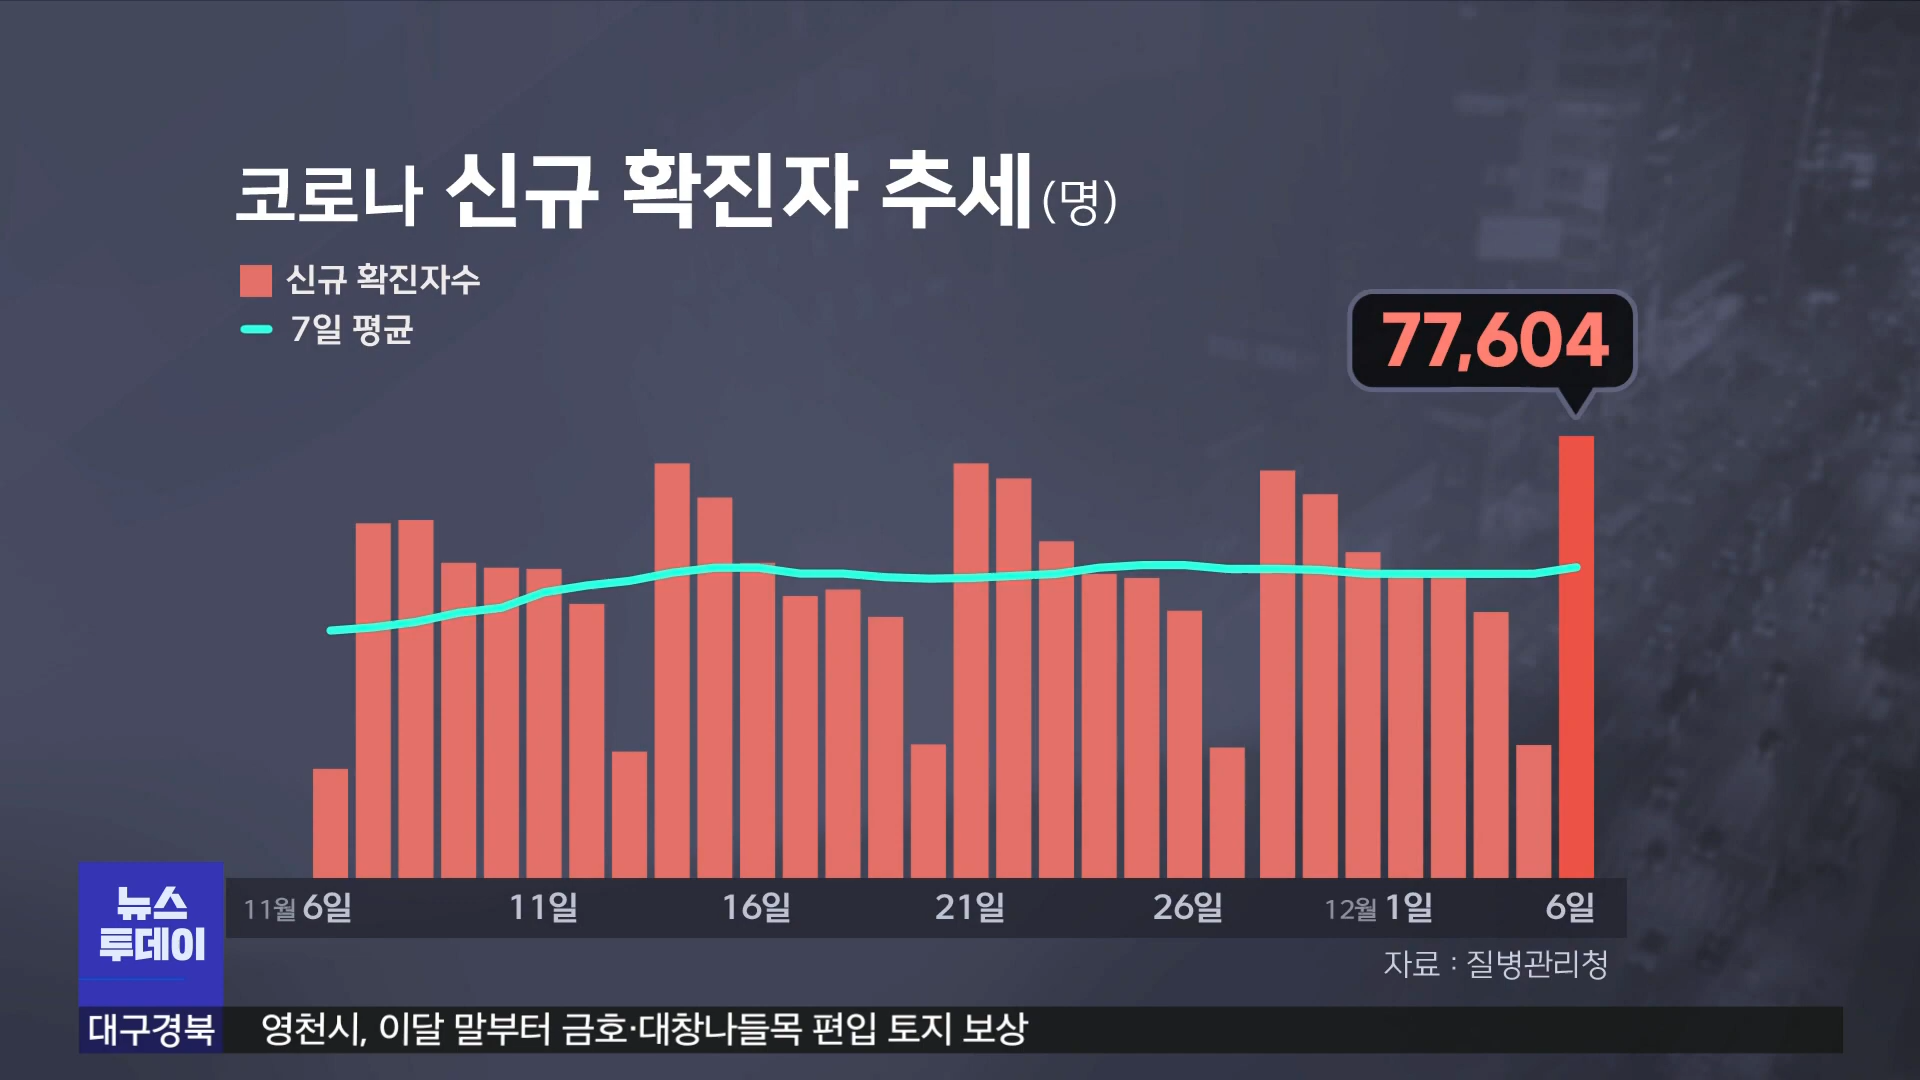 코로나 신규 확진자 추세(명)
신규 확진자수
7일 평균
77,604
11월 6일 11일 16일 21일 26일 12월 1일 6일
자료 : 질병관리청
뉴스
투데이
대구경북 영천시, 이달 말부터 금호·대창나들목 편입 토지 보상